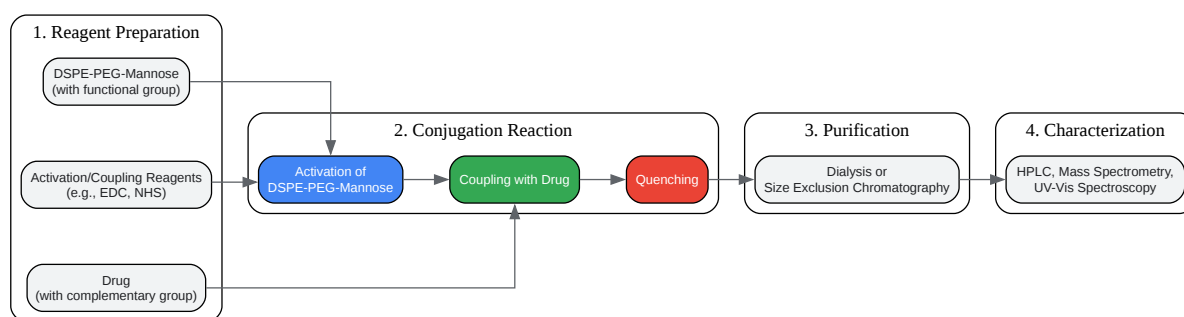 1. Reagent Preparation
DSPE-PEG-Mannose
(with functional group)
Activation/Coupling Reagents
(e.g., EDC, NHS)
Drug
(with complementary group)
2. Conjugation Reaction
Activation of
DSPE-PEG-Mannose
Coupling with Drug
Quenching
3. Purification
Dialysis or
Size Exclusion Chromatography
4. Characterization
HPLC, Mass Spectrometry,
UV-Vis Spectroscopy